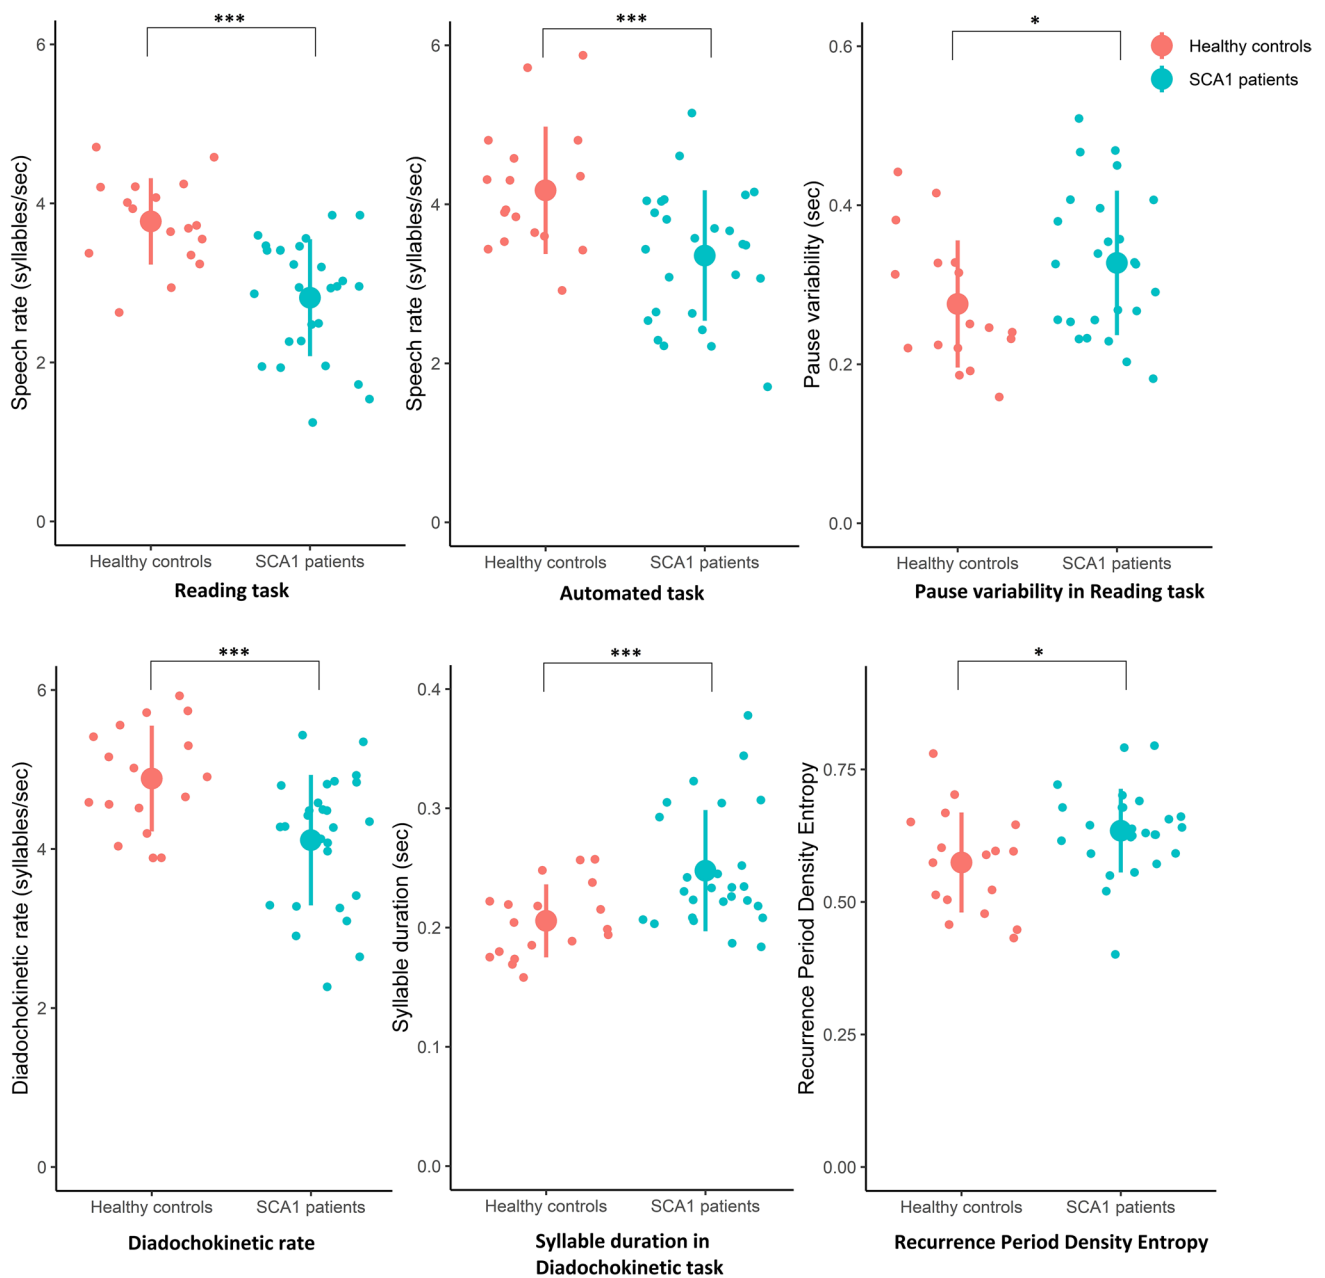 ***
6
4
2
0
Speech rate (syllables/sec)
Healthy controls
SCA1 patients
Reading task
***
6
4
2
0
Speech rate (syllables/sec)
Healthy controls
SCA1 patients
Automated task
*
0.6
0.4
0.2
0.0
Pause variability (sec)
Healthy controls
SCA1 patients
Pause variability in Reading task
Healthy controls
SCA1 patients
***
6
4
2
0
Diadochokinetic rate (syllables/sec)
Healthy controls
SCA1 patients
Diadochokinetic rate
***
0.4
0.3
0.2
0.1
0.0
Syllable duration (sec)
Healthy controls
SCA1 patients
Syllable duration in
Diadochokinetic task
*
0.75
0.50
0.25
0.00
Recurrence Period Density Entropy
Healthy controls
SCA1 patients
Recurrence Period Density Entropy